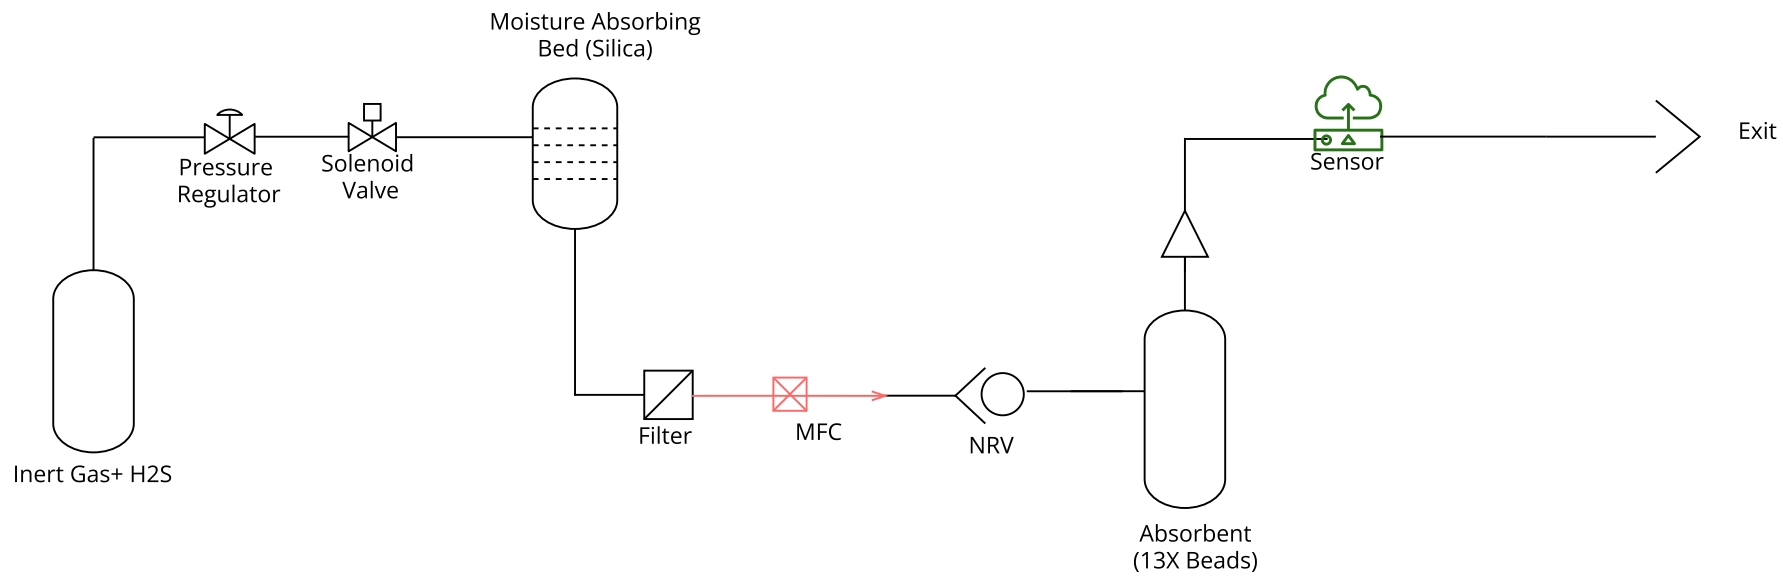 Moisture Absorbing
Bed (Silica)
Pressure
Regulator
Solenoid
Valve
Sensor
Exit
Inert Gas+ H2S
Filter
MFC
NRV
Absorbent
(13X Beads)